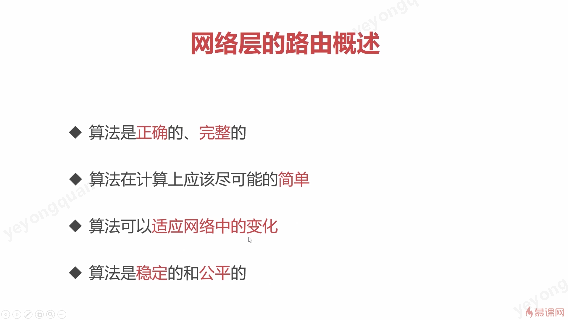 网络层的路由概述
◆ 算法是正确的、完整的
◆ 算法在计算上应该尽可能的简单
◆ 算法可以适应网络中的变化
◆ 算法是稳定的和公平的
慕课网